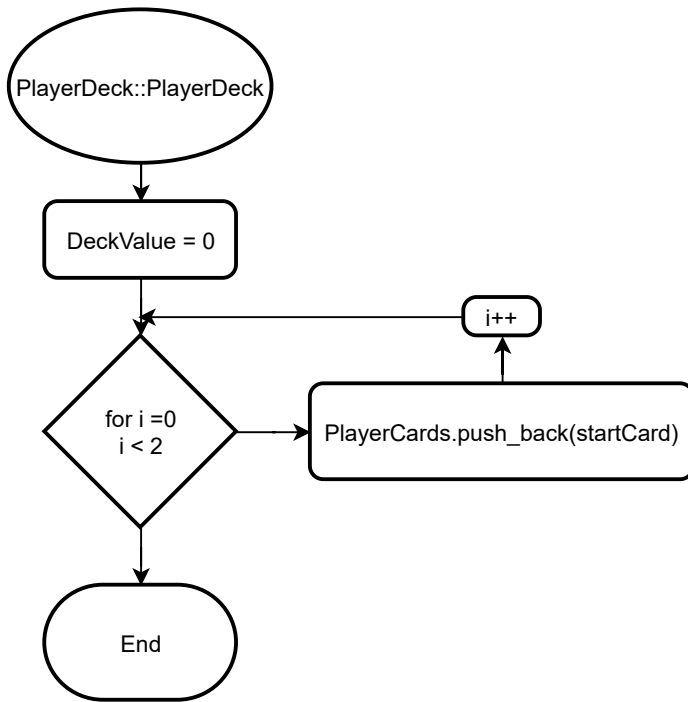 PlayerDeck::PlayerDeck
DeckValue = 0
i++
for i =0
i < 2
PlayerCards.push_back(startCard)
End